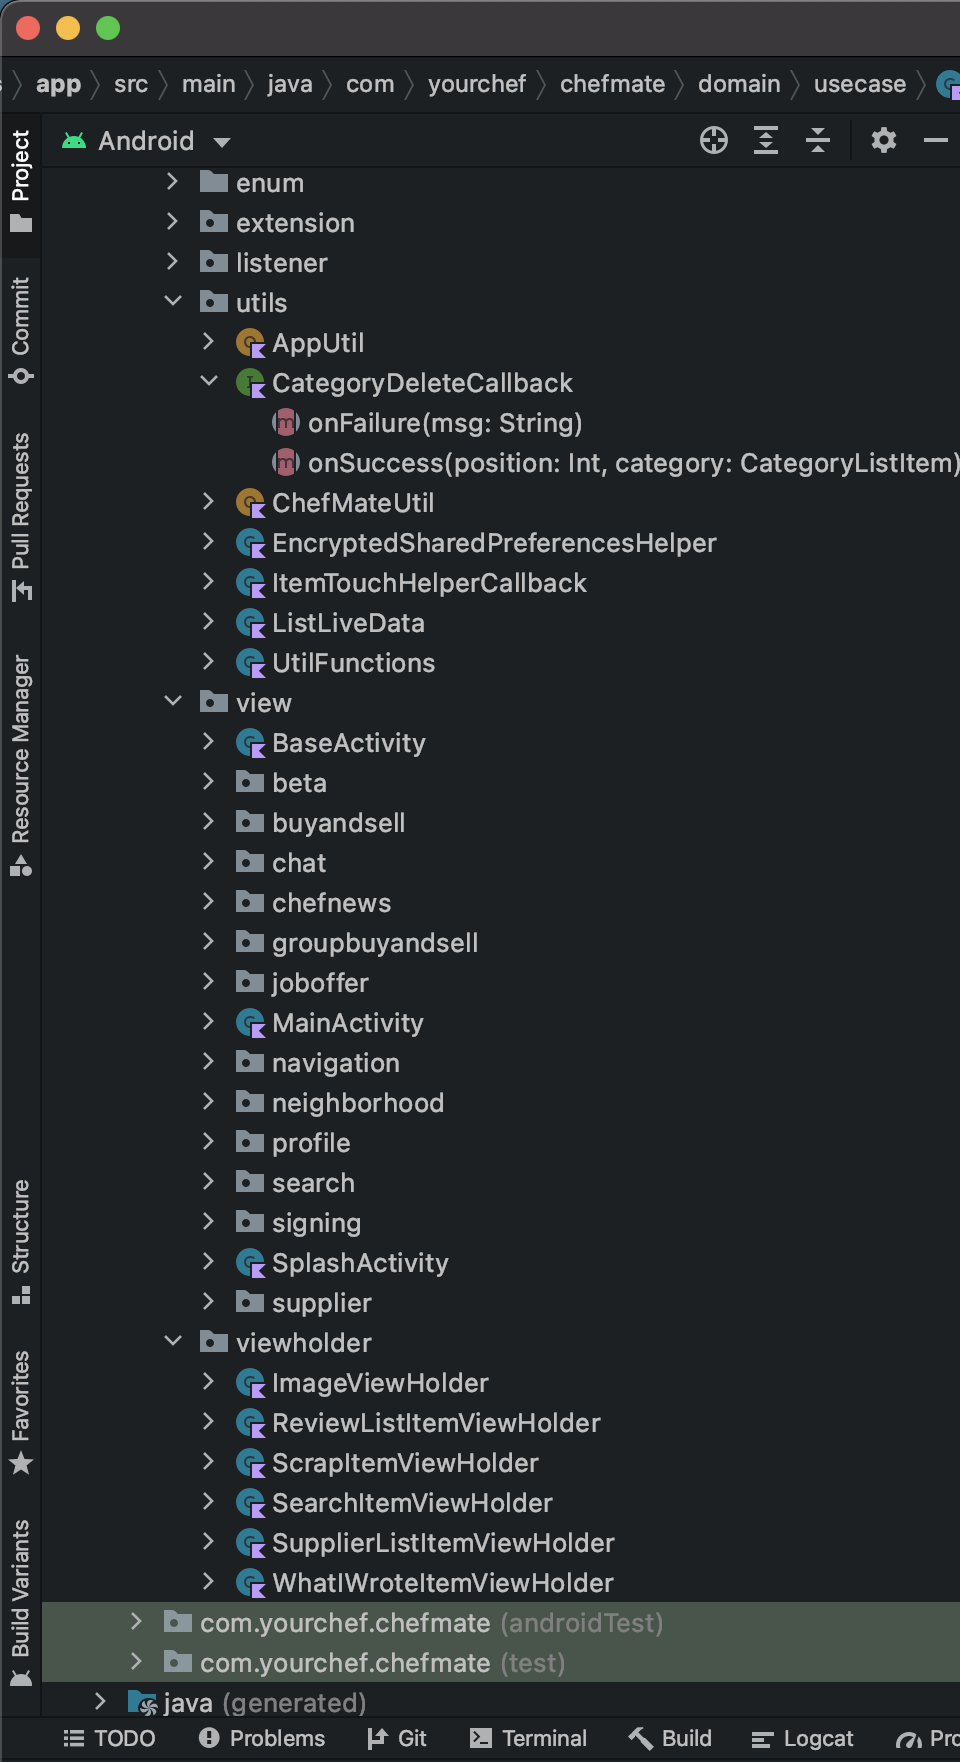 app src main java com yourchef chefmate domain usecase
Android
Project
Commit
Pull Requests
Resource Manager
Structure
Favorites
Build Variants
enum
extension
listener
utils
AppUtil
CategoryDeleteCallback
onFailure(msg: String)
onSuccess(position: Int, category: CategoryListItem)
ChefMateUtil
EncryptedSharedPreferencesHelper
ItemTouchHelperCallback
ListLiveData
UtilFunctions
view
BaseActivity
beta
buyandsell
chat
chefnews
groupbuyandsell
joboffer
MainActivity
navigation
neighborhood
profile
search
signing
SplashActivity
supplier
viewholder
ImageViewHolder
ReviewListItemViewHolder
ScrapItemViewHolder
SearchItemViewHolder
SupplierListItemViewHolder
WhatIWroteItemViewHolder
com.yourchef.chefmate (androidTest)
com.yourchef.chefmate (test)
java (generated)
TODO Problems Git Terminal Build Logcat